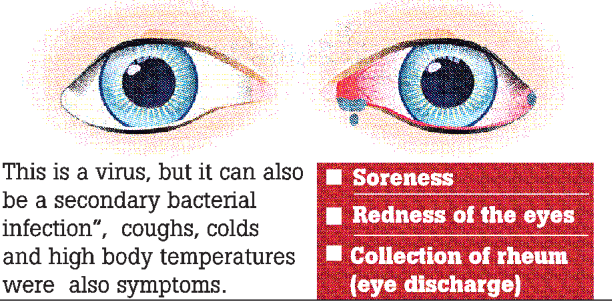 This is a virus, but it can also
be a secondary bacterial
infection”, coughs, colds
and high body temperatures
were also symptoms.
Soreness
Redness of the eyes
Collection of rheum
(eye discharge)